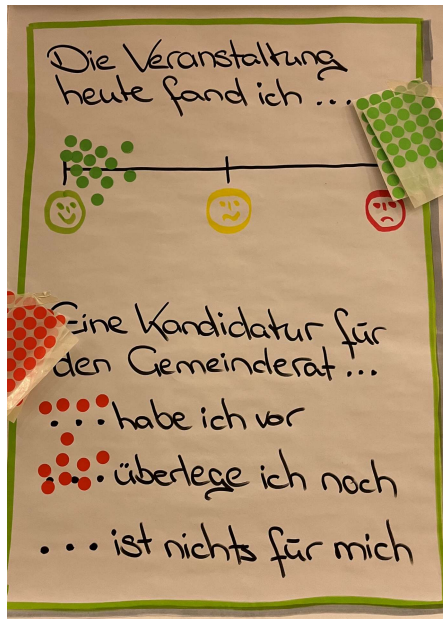 Die Veranstaltung
heute fand ich ...
Eine Kandidatur für
den Gemeinderat...
... habe ich vor
... überlege ich noch
... ist nichts für mich